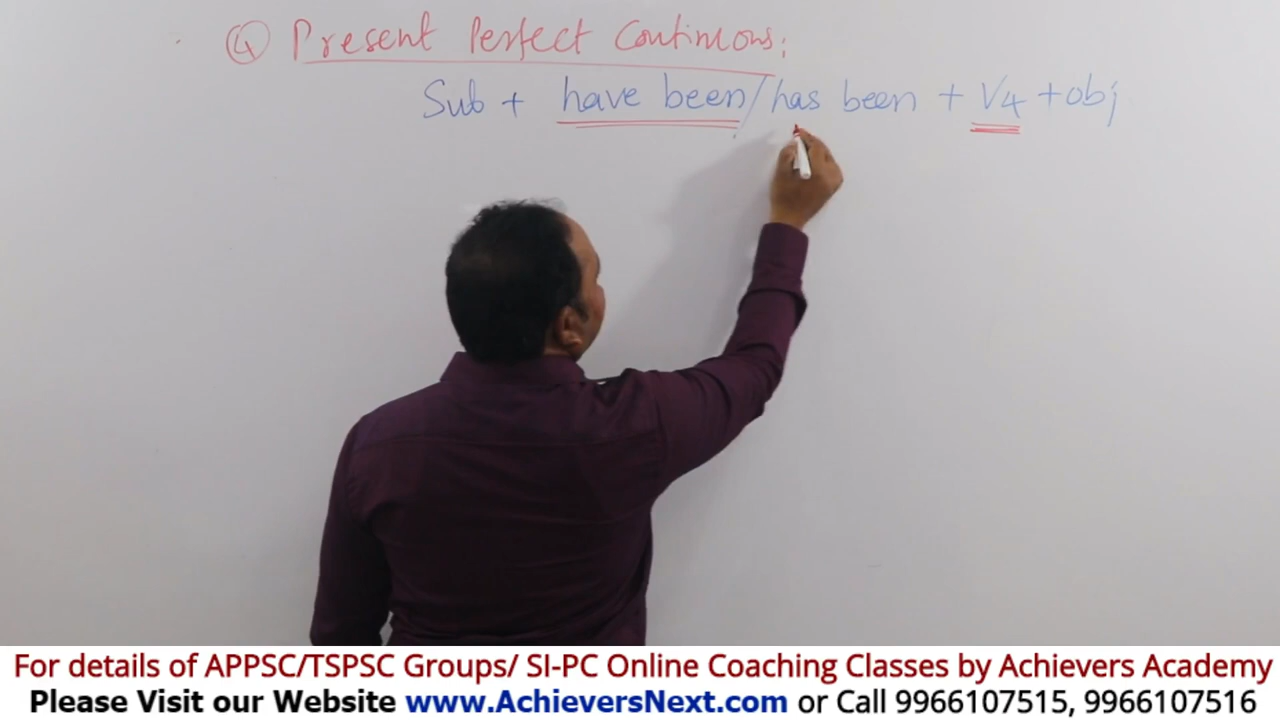 ④ Present Perfect Continuous:
Sub + have been/has been + V4 + obj
For details of APPSC/TSPSC Groups/ SI-PC Online Coaching Classes by Achievers Academy
Please Visit our Website www.AchieversNext.com or Call 9966107515, 9966107516